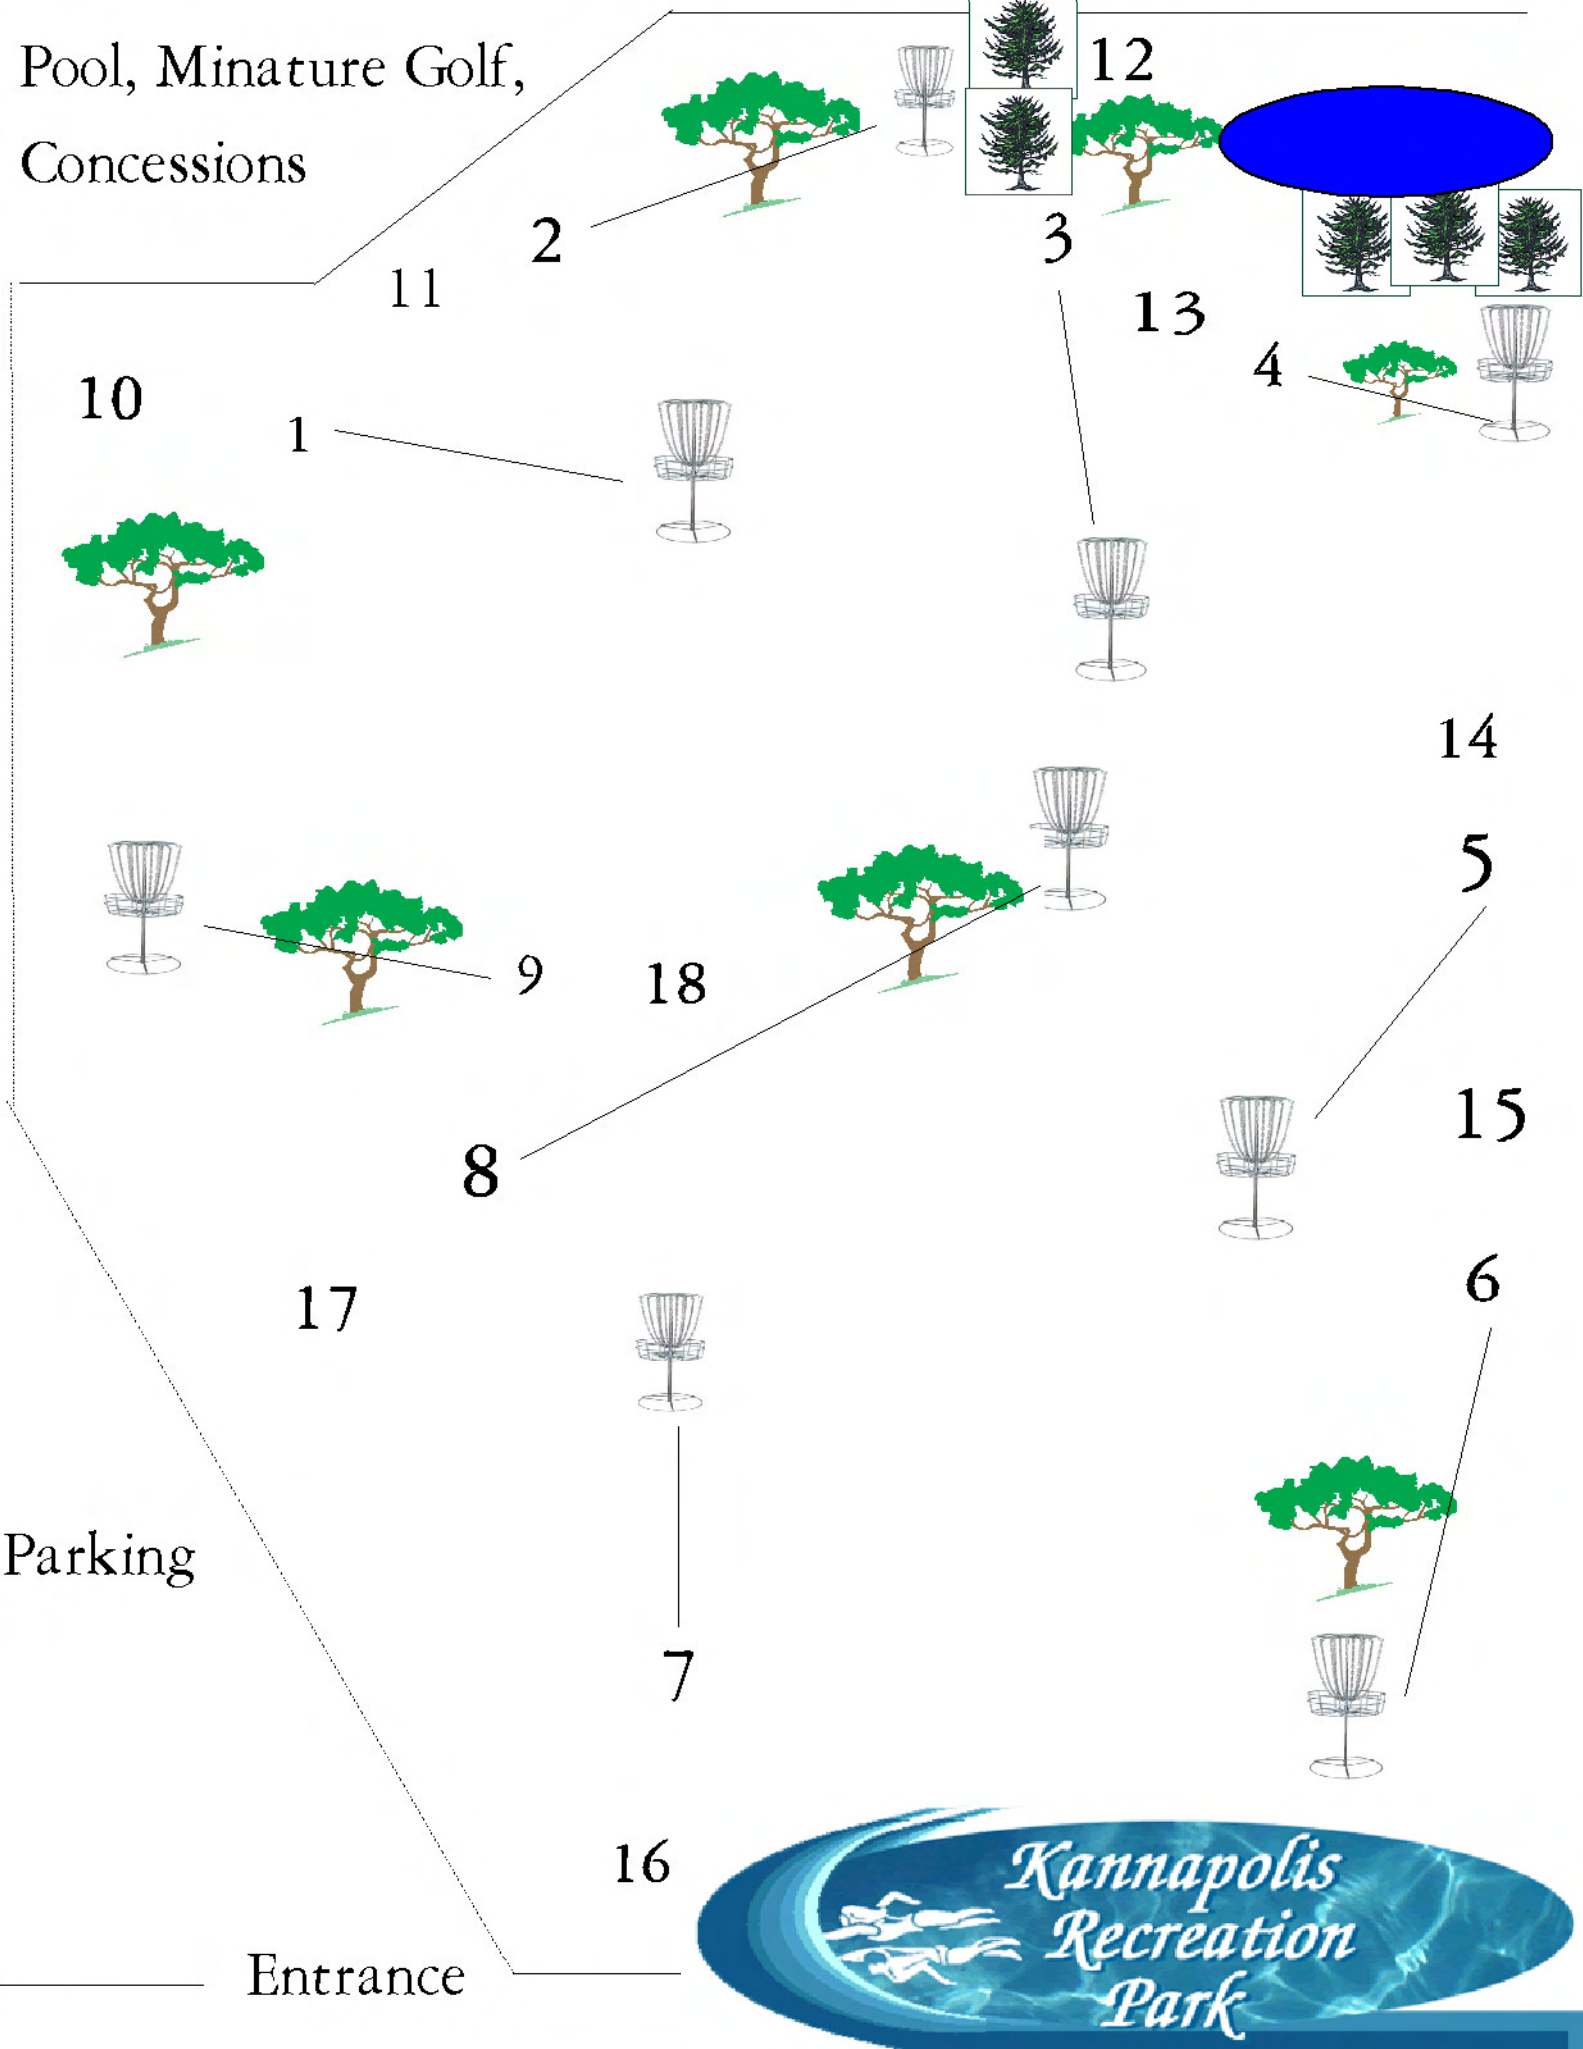 Pool, Minature Golf,
Concessions
12
2
3
11
13
4
10
1
14
5
9
18
15
8
6
17
Parking
7
16
Kannapolis
Recreation
Park
Entrance